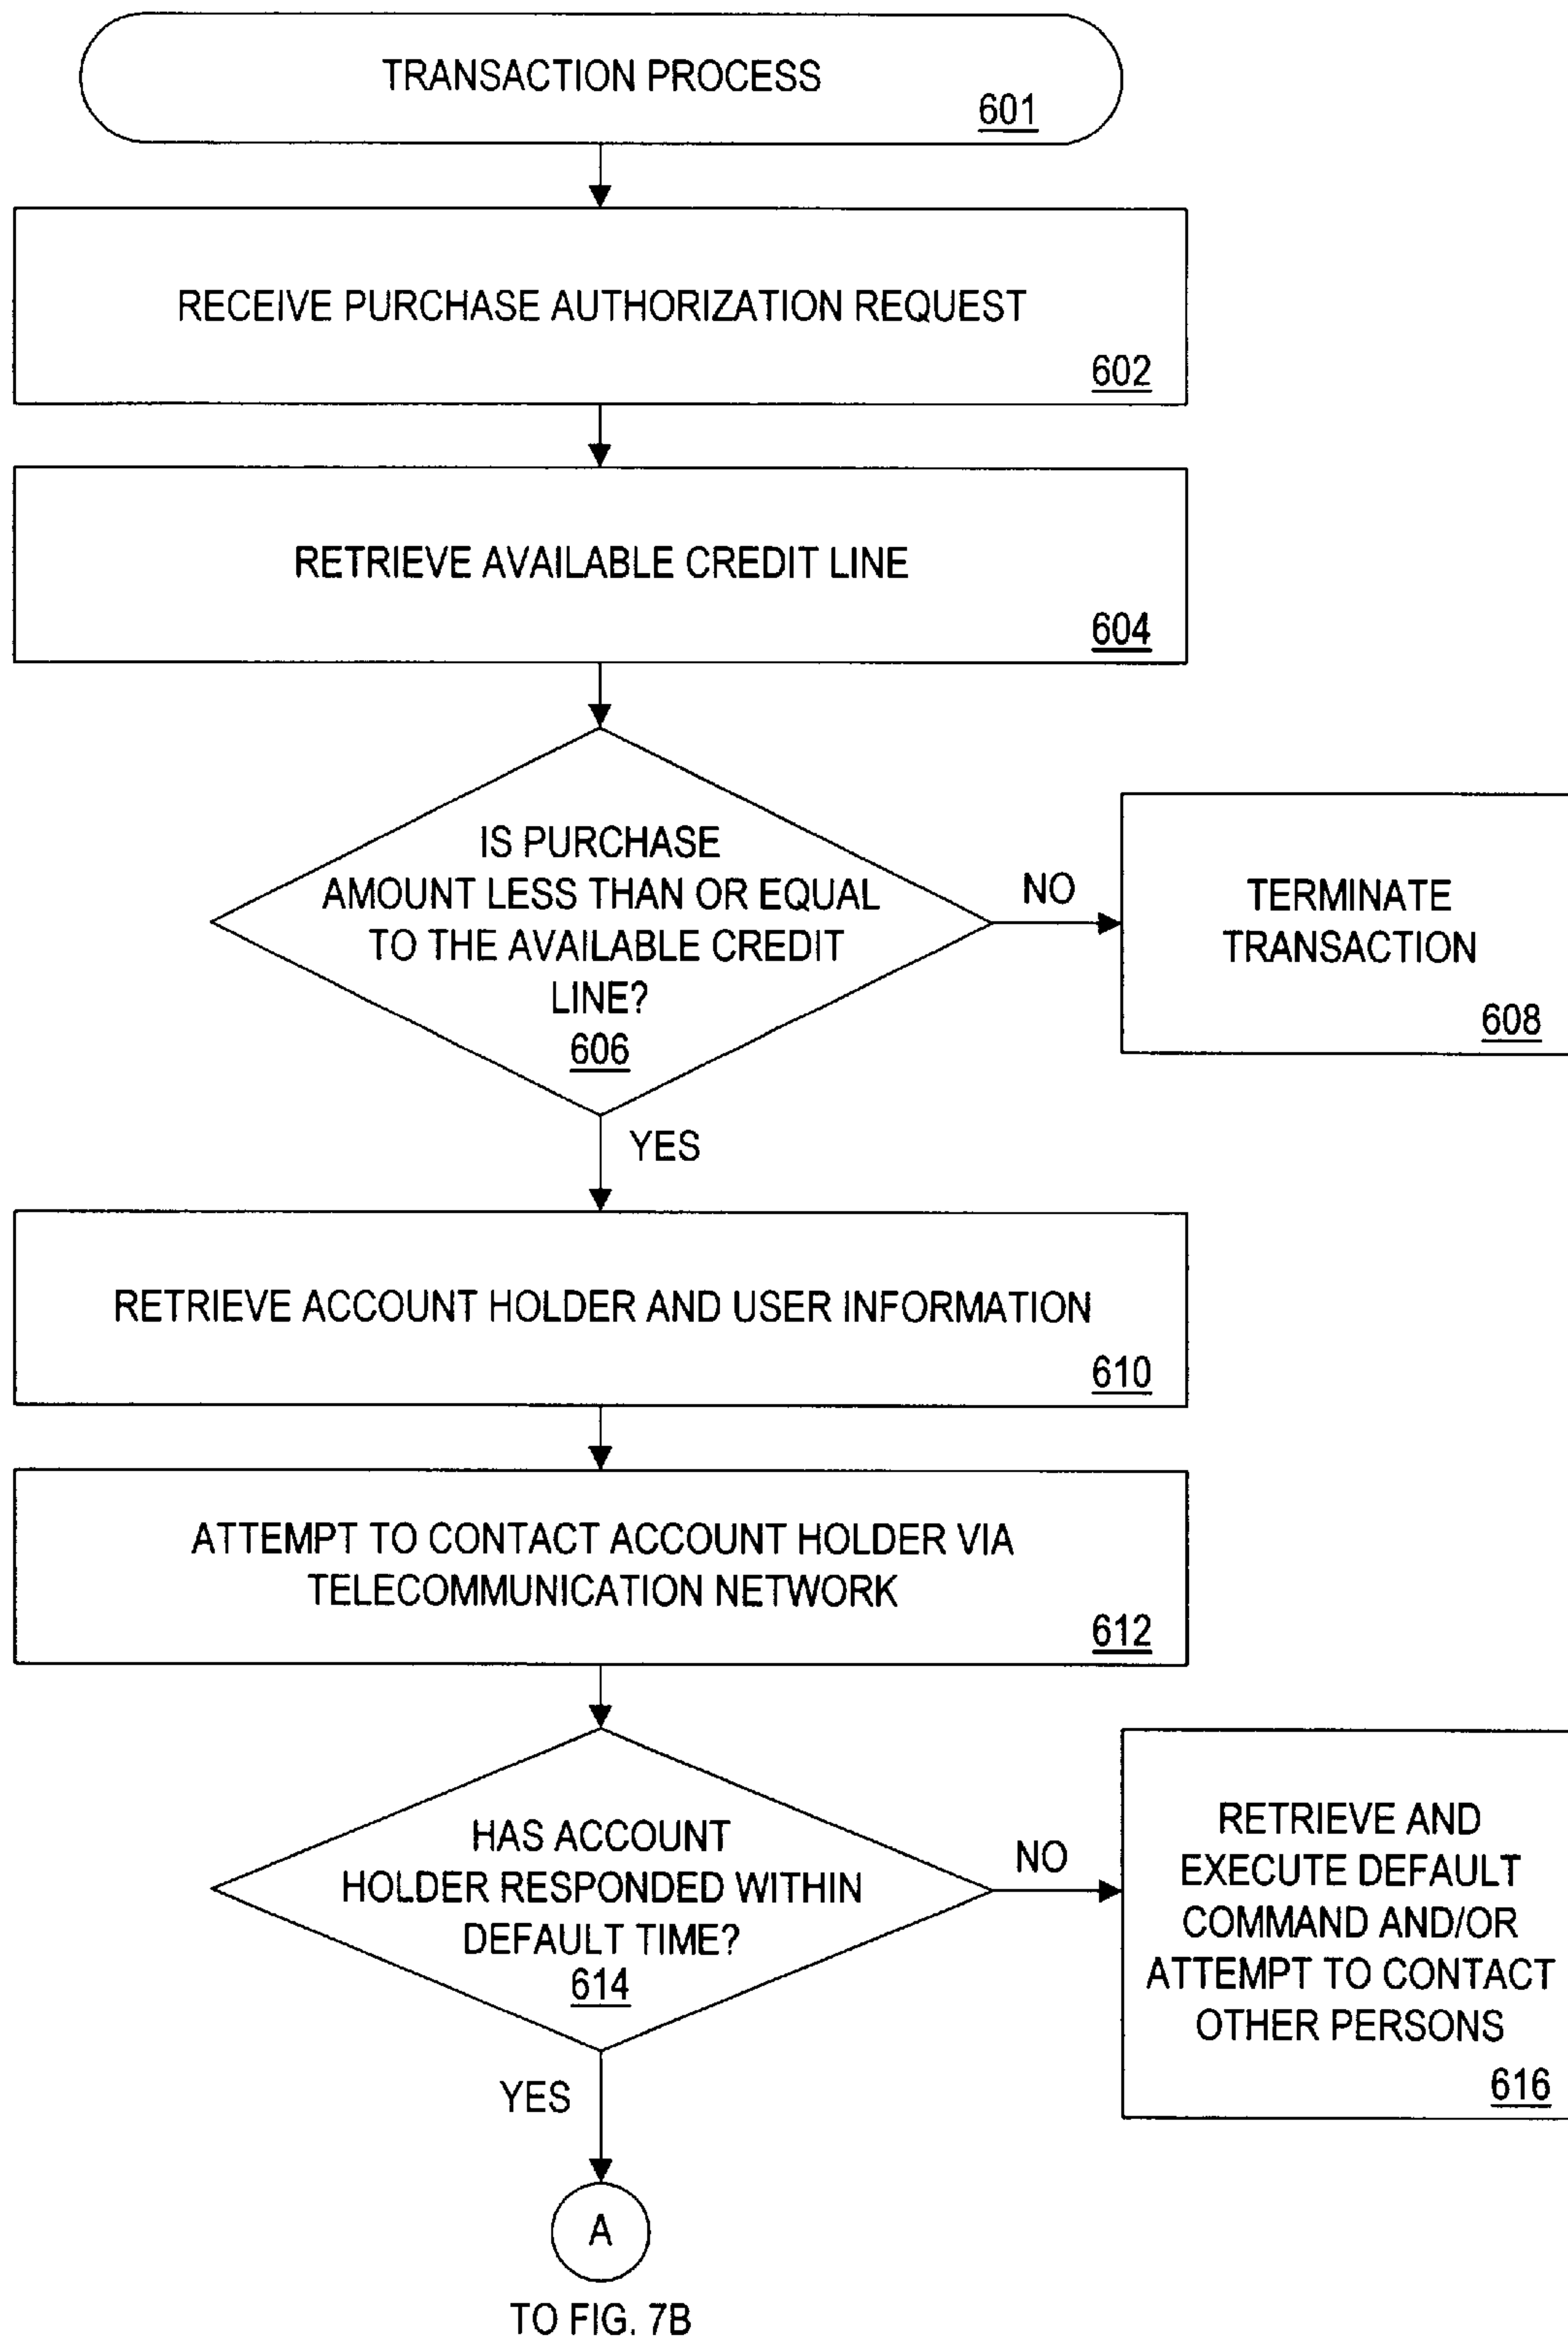 TRANSACTION PROCESS
601
RECEIVE PURCHASE AUTHORIZATION REQUEST
602
RETRIEVE AVAILABLE CREDIT LINE
604
IS PURCHASE
AMOUNT LESS THAN OR EQUAL
TO THE AVAILABLE CREDIT
LINE?
606
NO
TERMINATE
TRANSACTION
608
YES
RETRIEVE ACCOUNT HOLDER AND USER INFORMATION
610
ATTEMPT TO CONTACT ACCOUNT HOLDER VIA
TELECOMMUNICATION NETWORK
612
HAS ACCOUNT
HOLDER RESPONDED WITHIN
DEFAULT TIME?
614
NO
RETRIEVE AND
EXECUTE DEFAULT
COMMAND AND/OR
ATTEMPT TO CONTACT
OTHER PERSONS
616
YES
A
TO FIG. 7B